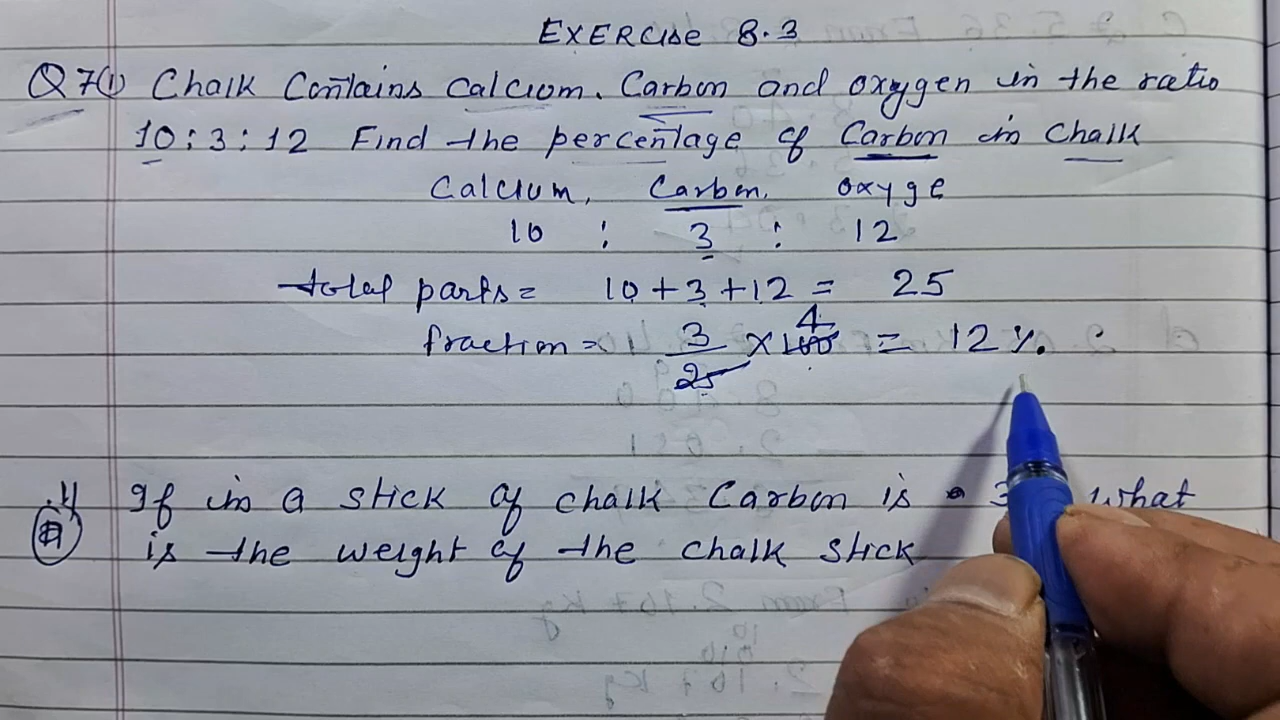 EXERCISE 8.3
Q7(i) Chalk Contains Calcium, Carbon and oxygen in the ratio
10:3:12 Find the percentage of Carbon in Chalk
Calcium, Carbon, oxyge
10 : 3 : 12
total parts = 10+3+12 = 25
fraction = 3/25 × 100 4 = 12%.
If in a stick of chalk Carbon is 3 what
is the weight of the chalk stick